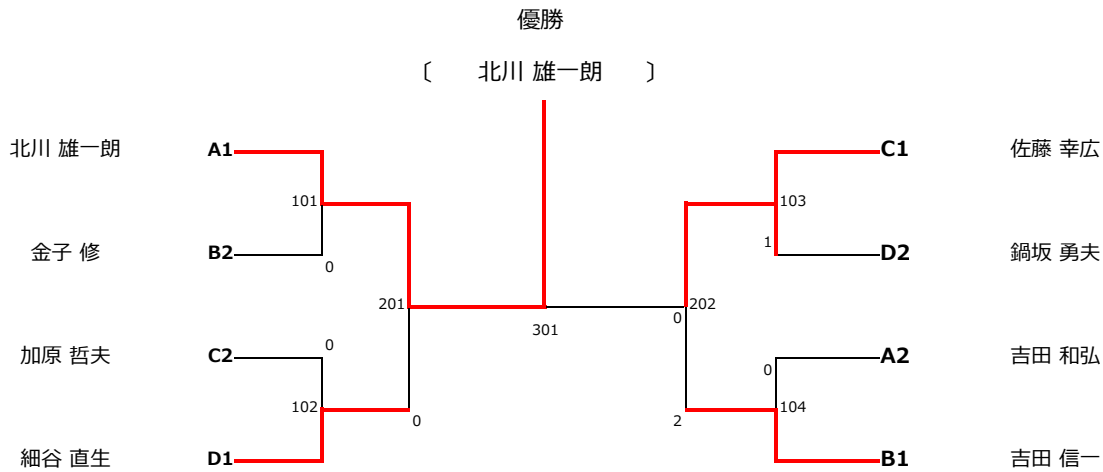 優勝
〔 北川 雄一朗 〕
北川 雄一朗 A1 C1 佐藤 幸広
101 103
金子 修 B2 0 1 D2 鍋坂 勇夫
201 202
301 0
加原 哲夫 C2 0 0 A2 吉田 和弘
102 104
0 2
細谷 直生 D1 B1 吉田 信一